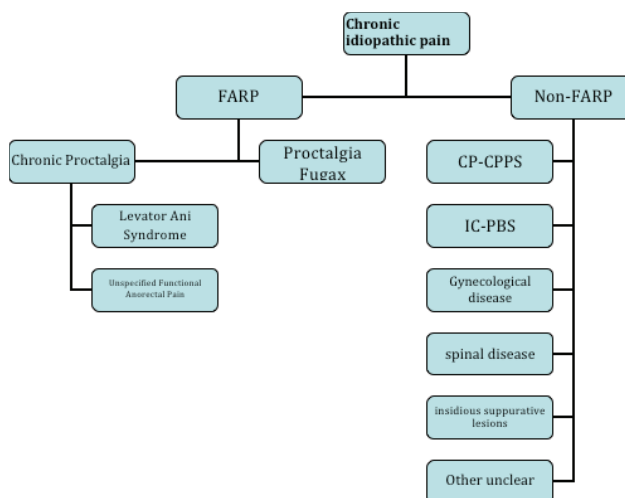 Chronic
idiopathic pain
FARP
Non-FARP
Chronic Proctalgia
Proctalgia
Fugax
Levator Ani
Syndrome
Unspecified Functional
Anorectal Pain
CP-CPPS
IC-PBS
Gynecological
disease
spinal disease
insidious suppurative
lesions
Other unclear